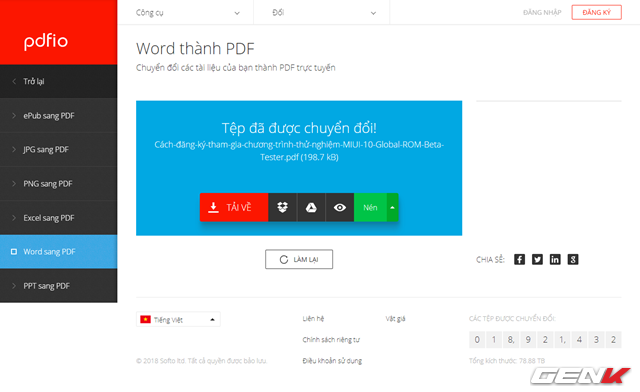 pdfio
Công cụ
Đổi
ĐĂNG NHẬP
ĐĂNG KÝ
Trở lại
ePub sang PDF
JPG sang PDF
PNG sang PDF
Excel sang PDF
Word sang PDF
PPT sang PDF
Word thành PDF
Chuyển đổi các tài liệu của bạn thành PDF trực tuyến
Tệp đã được chuyển đổi!
Cách-đăng-ký-tham-gia-chương-trình-thử-nghiệm-MIUI-10-Global-ROM-Beta-
Tester.pdf (198.7 kB)
TẢI VỀ
Nén
LÀM LẠI
CHIA SẺ:
Tiếng Việt
Liên hệ
Vật giá
Chính sách riêng tư
Điều khoản sử dụng
© 2018 Softo ltd. Tất cả quyền được bảo lưu.
CÁC TỆP ĐƯỢC CHUYỂN ĐỔI:
0 1 8, 9 2 1, 4 3 2
Tổng kích thước: 78.88 TB
GENK